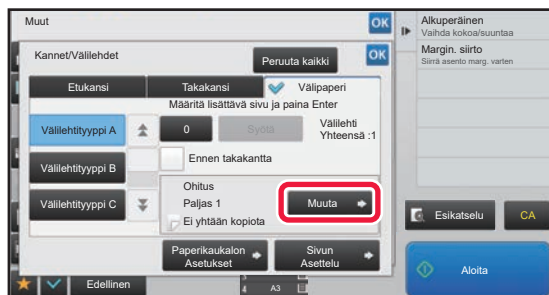 Muut
OK
Kannet/Välilehdet
Peruuta kaikki
OK
Etukansi
Takakansi
Välipaperi
Määritä lisättävä sivu ja paina Enter
Välilehtityyppi A
0
Syötä
Välilehti
Yhteensä :1
Välilehtityyppi B
Ennen takakantta
Välilehtityyppi C
Ohitus
Paljas 1
Ei yhtään kopiota
Muuta
Paperikaukalon
Asetukset
Sivun
Asettelu
Edellinen
4
A3
Alkuperäinen
Vaihda kokoa/suuntaa
Margin. siirto
Siirrä asento marg. varten
Esikatselu
CA
Aloita